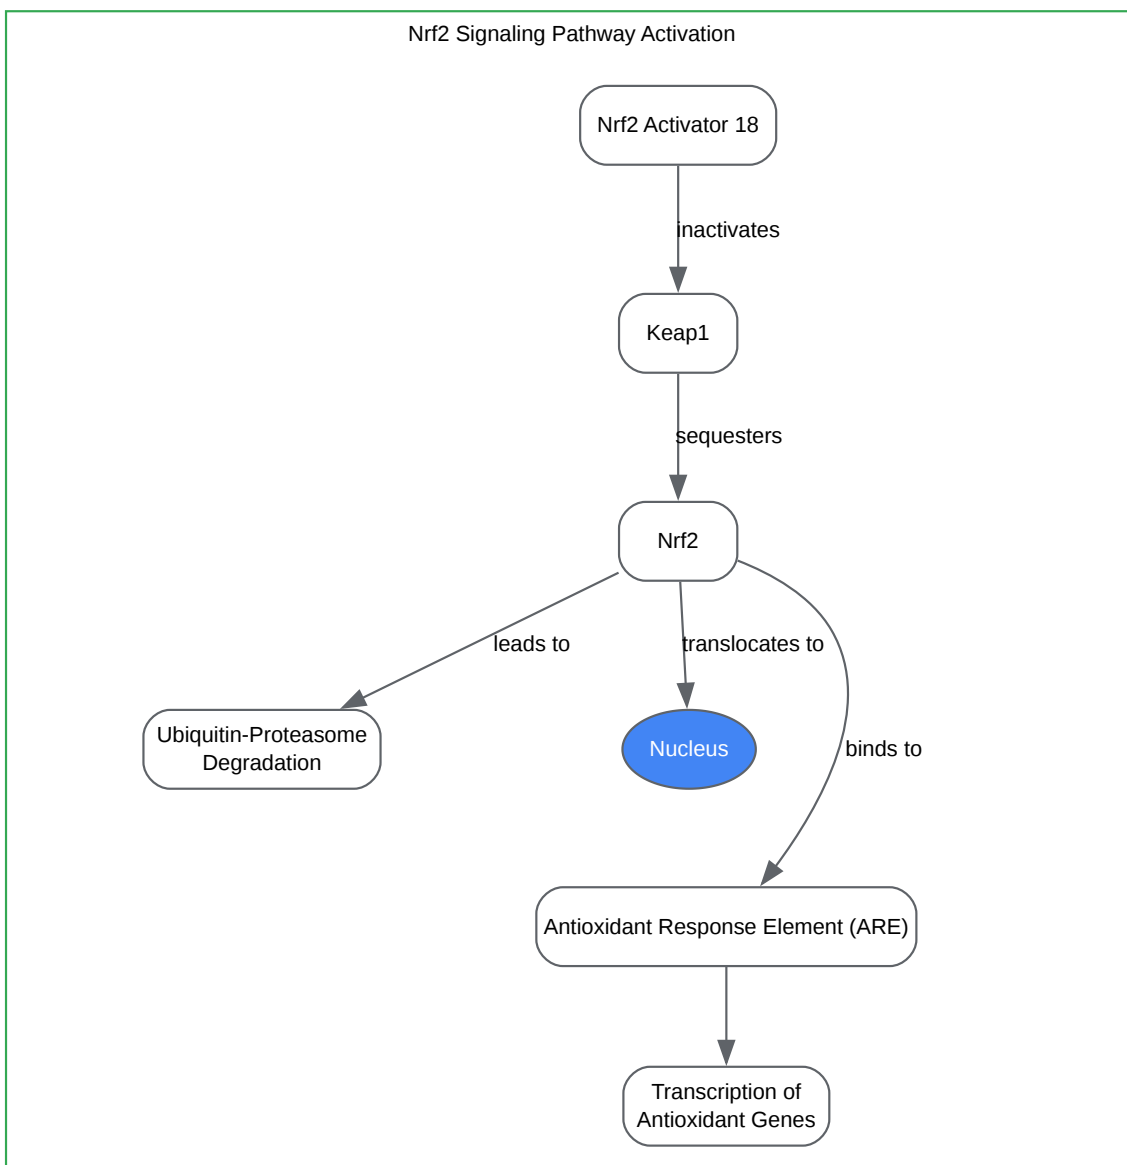 Nrf2 Signaling Pathway Activation
Nrf2 Activator 18
inactivates
Keap1
sequesters
Nrf2
leads to
translocates to
Ubiquitin-Proteasome
Degradation
Nucleus
binds to
Antioxidant Response Element (ARE)
Transcription of
Antioxidant Genes